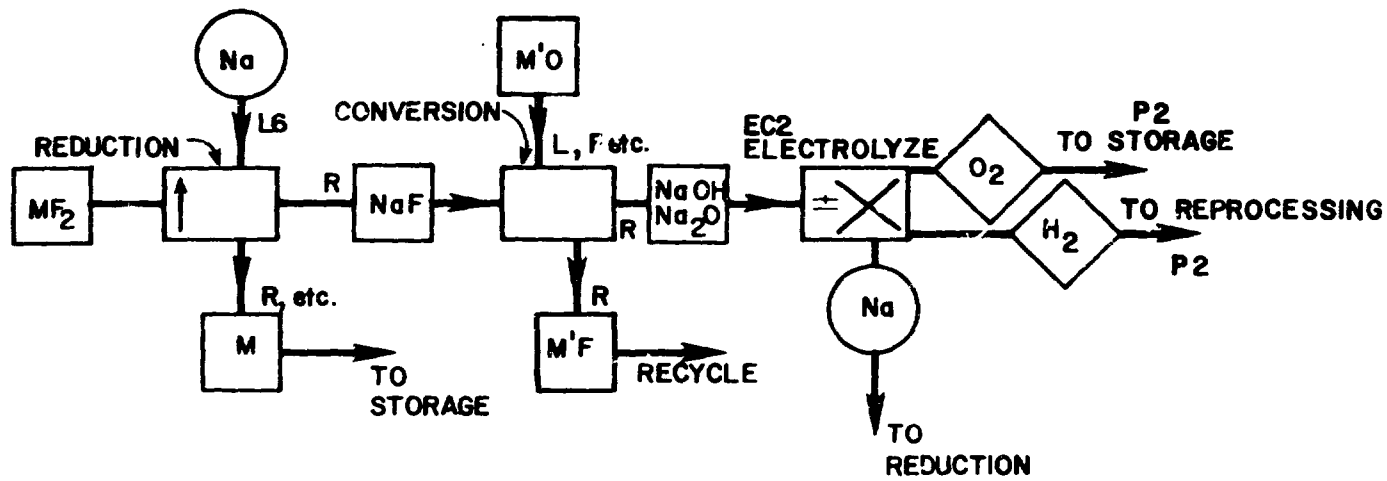 Na
L6
REDUCTION
MF2
R
R, etc.
M
TO
STORAGE
NaF
M'O
CONVERSION
L, F etc.
R
NaOH
Na2O
R
M'F
RECYCLE
EC2
ELECTROLYZE
±
O2
P2
TO STORAGE
H2
TO REPROCESSING
P2
Na
TO
REDUCTION